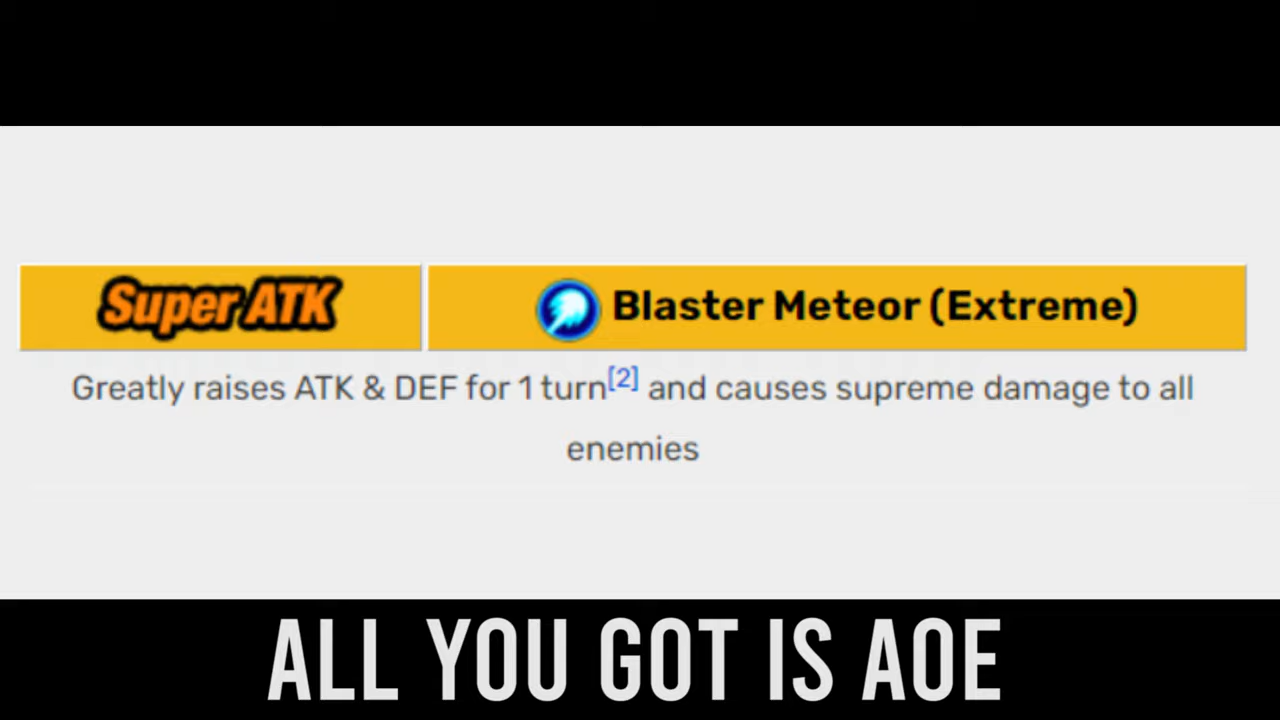 Super ATK
Blaster Meteor (Extreme)
Greatly raises ATK & DEF for 1 turn[2] and causes supreme damage to all
enemies
ALL YOU GOT IS AOE